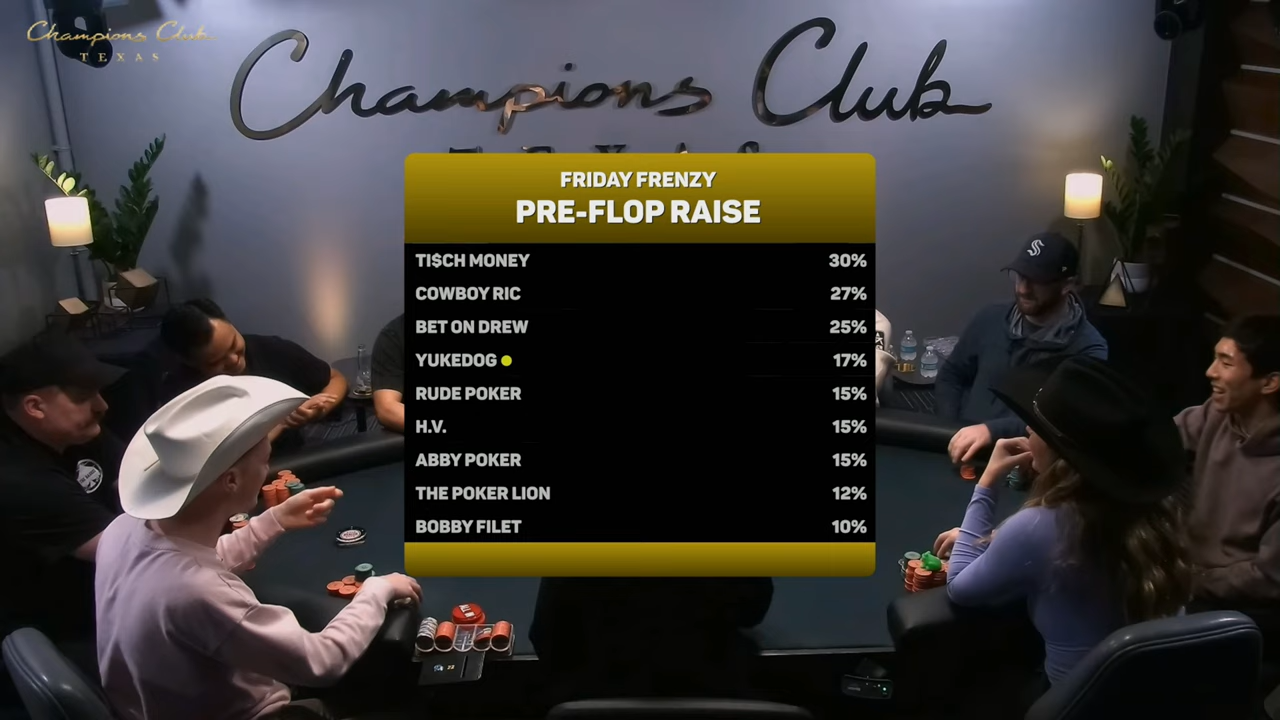 Champions Club
TEXAS
Champions Club
FRIDAY FRENZY
PRE-FLOP RAISE
TI$CH MONEY 30%
COWBOY RIC 27%
BET ON DREW 25%
YUKEDOG 17%
RUDE POKER 15%
H.V. 15%
ABBY POKER 15%
THE POKER LION 12%
BOBBY FILET 10%